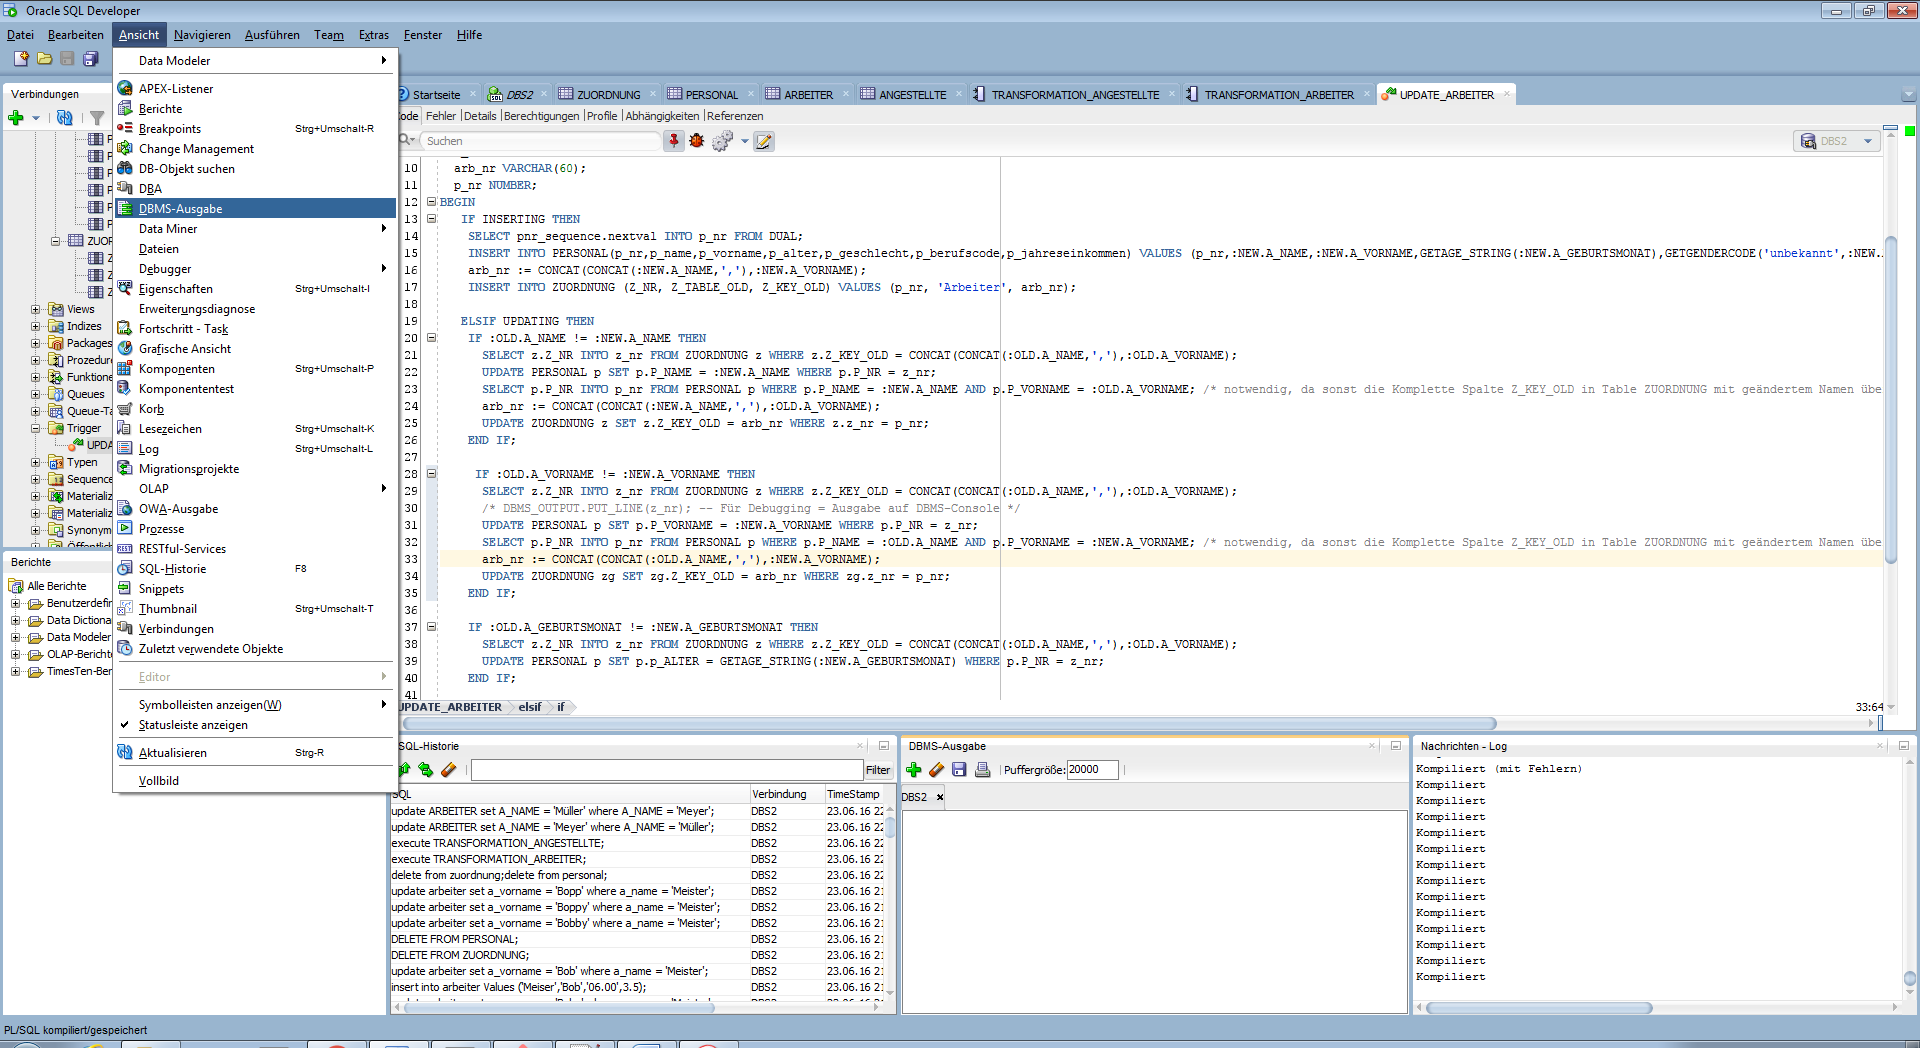 Oracle SQL Developer
Datei Bearbeiten Ansicht Navigieren Ausführen Team Extras Fenster Hilfe
Data Modeler
APEX-Listener
Berichte
Breakpoints Strg+Umschalt-R
Change Management
DB-Objekt suchen
DBA
DBMS-Ausgabe
Data Miner
Dateien
Debugger
Eigenschaften Strg+Umschalt-I
Erweiterungsdiagnose
Fortschritt - Task
Grafische Ansicht
Komponenten Strg+Umschalt-P
Komponententest
Korb
Lesezeichen Strg+Umschalt-K
Log Strg+Umschalt-L
Migrationsprojekte
OLAP
OWA-Ausgabe
Prozesse
RESTful-Services
SQL-Historie F8
Snippets
Thumbnail Strg+Umschalt-T
Verbindungen
Zuletzt verwendete Objekte
Editor
Symbolleisten anzeigen(W)
Statusleiste anzeigen
Aktualisieren Strg-R
Vollbild
Verbindungen
ZUOR
Views
Indizes
Packages
Prozedure
Funktione
Queues
Queue-Ta
Trigger
UPDA
Typen
Sequence
Materializ
Materializ
Synonym
Berichte
Alle Berichte
Benutzerdefin
Data Dictiona
Data Modeler
OLAP-Berichte
TimesTen-Ber
Startseite DBS2 ZUORDNUNG PERSONAL ARBEITER ANGESTELLTE TRANSFORMATION_ANGESTELLTE TRANSFORMATION_ARBEITER UPDATE_ARBEITER
ode Fehler Details Berechtigungen Profile Abhängigkeiten Referenzen
Suchen DBS2
10 arb_nr VARCHAR(60);
11 p_nr NUMBER;
12 BEGIN
13 IF INSERTING THEN
14 SELECT pnr_sequence.nextval INTO p_nr FROM DUAL;
15 INSERT INTO PERSONAL(p_nr,p_name,p_vorname,p_alter,p_geschlecht,p_berufscode,p_jahreseinkommen) VALUES (p_nr,:NEW.A_NAME,:NEW.A_VORNAME,GETAGE_STRING(:NEW.A_GEBURTSMONAT),GETGENDERCODE('unbekannt',:NEW.
16 arb_nr := CONCAT(CONCAT(:NEW.A_NAME,','),:NEW.A_VORNAME);
17 INSERT INTO ZUORDNUNG (Z_NR, Z_TABLE_OLD, Z_KEY_OLD) VALUES (p_nr, 'Arbeiter', arb_nr);
18
19 ELSIF UPDATING THEN
20 IF :OLD.A_NAME != :NEW.A_NAME THEN
21 SELECT z.Z_NR INTO z_nr FROM ZUORDNUNG z WHERE z.Z_KEY_OLD = CONCAT(CONCAT(:OLD.A_NAME,','),:OLD.A_VORNAME);
22 UPDATE PERSONAL p SET p.P_NAME = :NEW.A_NAME WHERE p.P_NR = z_nr;
23 SELECT p.P_NR INTO p_nr FROM PERSONAL p WHERE p.P_NAME = :NEW.A_NAME AND p.P_VORNAME = :OLD.A_VORNAME; /* notwendig, da sonst die Komplette Spalte Z_KEY_OLD in Table ZUORDNUNG mit geändertem Namen übe
24 arb_nr := CONCAT(CONCAT(:NEW.A_NAME,','),:OLD.A_VORNAME);
25 UPDATE ZUORDNUNG z SET z.Z_KEY_OLD = arb_nr WHERE z.z_nr = p_nr;
26 END IF;
27
28 IF :OLD.A_VORNAME != :NEW.A_VORNAME THEN
29 SELECT z.Z_NR INTO z_nr FROM ZUORDNUNG z WHERE z.Z_KEY_OLD = CONCAT(CONCAT(:OLD.A_NAME,','),:OLD.A_VORNAME);
30 /* DBMS_OUTPUT.PUT_LINE(z_nr); -- Für Debugging = Ausgabe auf DBMS-Console */
31 UPDATE PERSONAL p SET p.P_VORNAME = :NEW.A_VORNAME WHERE p.P_NR = z_nr;
32 SELECT p.P_NR INTO p_nr FROM PERSONAL p WHERE p.P_NAME = :OLD.A_NAME AND p.P_VORNAME = :NEW.A_VORNAME; /* notwendig, da sonst die Komplette Spalte Z_KEY_OLD in Table ZUORDNUNG mit geändertem Namen übe
33 arb_nr := CONCAT(CONCAT(:OLD.A_NAME,','),:NEW.A_VORNAME);
34 UPDATE ZUORDNUNG zg SET zg.Z_KEY_OLD = arb_nr WHERE zg.z_nr = p_nr;
35 END IF;
36
37 IF :OLD.A_GEBURTSMONAT != :NEW.A_GEBURTSMONAT THEN
38 SELECT z.Z_NR INTO z_nr FROM ZUORDNUNG z WHERE z.Z_KEY_OLD = CONCAT(CONCAT(:OLD.A_NAME,','),:OLD.A_VORNAME);
39 UPDATE PERSONAL p SET p.p_ALTER = GETAGE_STRING(:NEW.A_GEBURTSMONAT) WHERE p.P_NR = z_nr;
40 END IF;
41
UPDATE_ARBEITER elsif if 33:64
SQL-Historie
Filter
SQL Verbindung TimeStamp
update ARBEITER set A_NAME = 'Müller' where A_NAME = 'Meyer'; DBS2 23.06.16 22
update ARBEITER set A_NAME = 'Meyer' where A_NAME = 'Müller'; DBS2 23.06.16 22
execute TRANSFORMATION_ANGESTELLTE; DBS2 23.06.16 22
execute TRANSFORMATION_ARBEITER; DBS2 23.06.16 22
delete from zuordnung;delete from personal; DBS2 23.06.16 22
update arbeiter set a_vorname = 'Bopp' where a_name = 'Meister'; DBS2 23.06.16 21
update arbeiter set a_vorname = 'Boppy' where a_name = 'Meister'; DBS2 23.06.16 21
update arbeiter set a_vorname = 'Bobby' where a_name = 'Meister'; DBS2 23.06.16 21
DELETE FROM PERSONAL; DBS2 23.06.16 21
DELETE FROM ZUORDNUNG; DBS2 23.06.16 21
update arbeiter set a_vorname = 'Bob' where a_name = 'Meister'; DBS2 23.06.16 21
insert into arbeiter Values ('Meiser','Bob','06.00',3.5); DBS2 23.06.16 21
DBMS-Ausgabe
Puffergröße: 20000
DBS2
Nachrichten - Log
Kompiliert (mit Fehlern)
Kompiliert
Kompiliert
Kompiliert
Kompiliert
Kompiliert
Kompiliert
Kompiliert
Kompiliert
Kompiliert
Kompiliert
Kompiliert
Kompiliert
Kompiliert
PL/SQL kompiliert/gespeichert